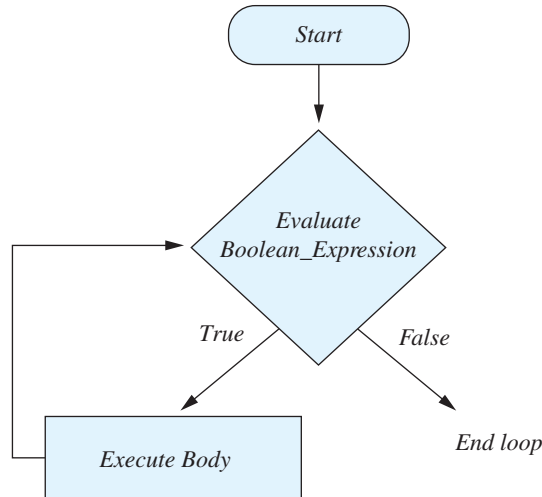 Start
Evaluate
Boolean_Expression
True
False
Execute Body
End loop